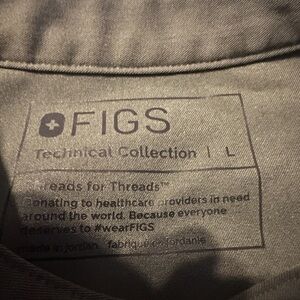 FIGS
Technical Collection | L
Threads for Threads™
Donating to healthcare providers in need
around the world. Because everyone
deserves to #wearFIGS
made in jordan fabriqué en jordanie